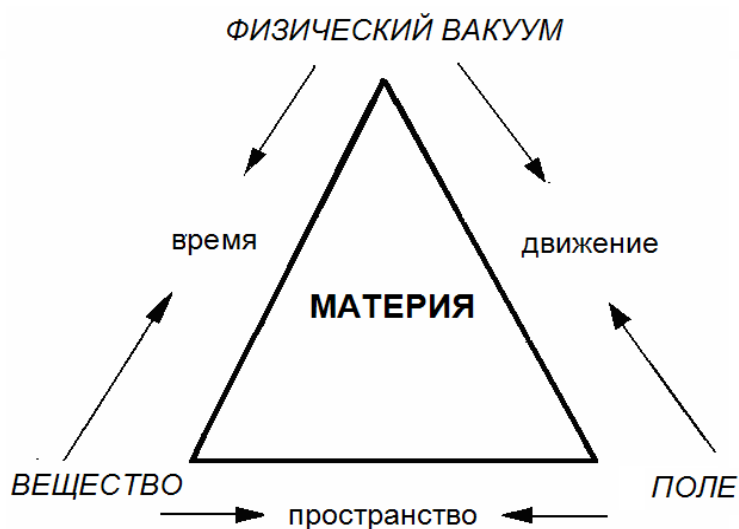 ФИЗИЧЕСКИЙ ВАКУУМ
время
движение
МАТЕРИЯ
ВЕЩЕСТВО
ПОЛЕ
пространство